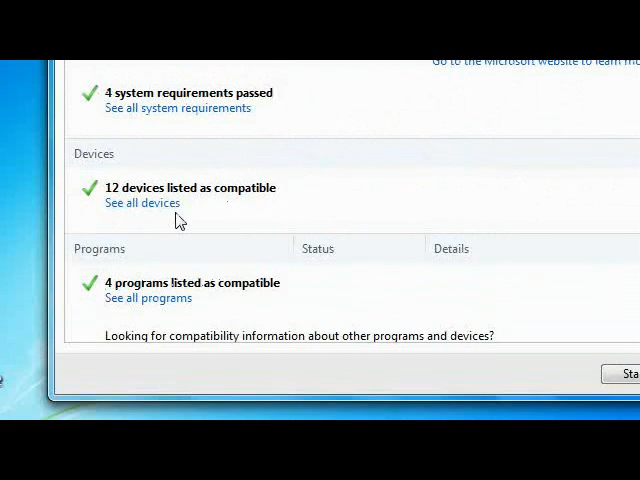 Go to the Microsoft website to learn mo
4 system requirements passed
See all system requirements
Devices
12 devices listed as compatible
See all devices
Programs Status Details
4 programs listed as compatible
See all programs
Looking for compatibility information about other programs and devices?
Sta